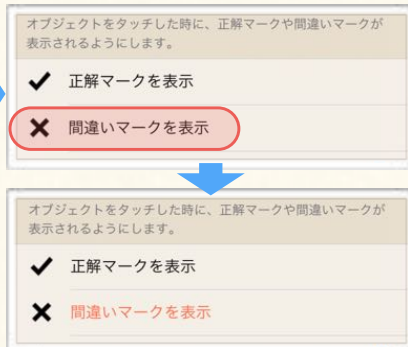 オブジェクトをタッチした時に、正解マークや間違いマークが
表示されるようにします。
正解マークを表示
間違いマークを表示
オブジェクトをタッチした時に、正解マークや間違いマークが
表示されるようにします。
正解マークを表示
間違いマークを表示